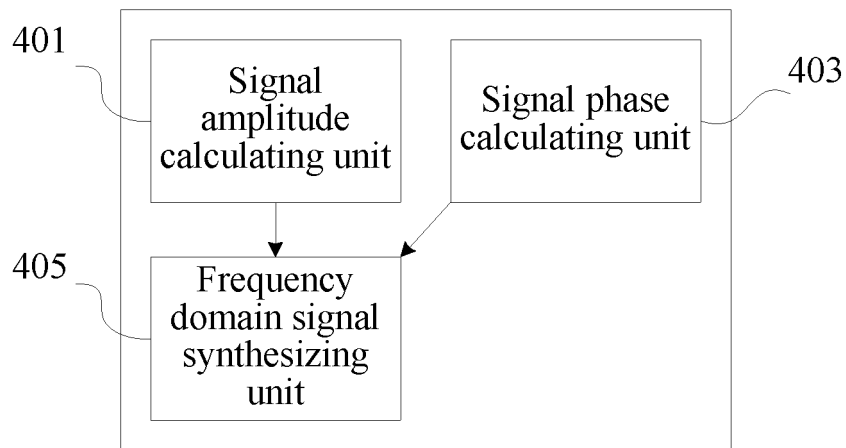 401
Signal
amplitude
calculating unit
Signal phase
calculating unit
403
405
Frequency
domain signal
synthesizing
unit